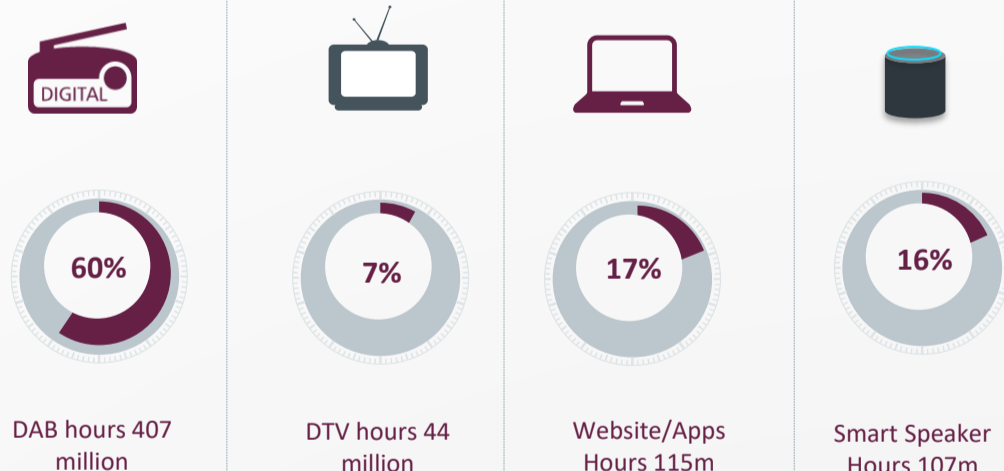 DIGITAL
60%
7%
17%
16%
DAB hours 407
million
DTV hours 44
million
Website/Apps
Hours 115m
Smart Speaker
Hours 107m